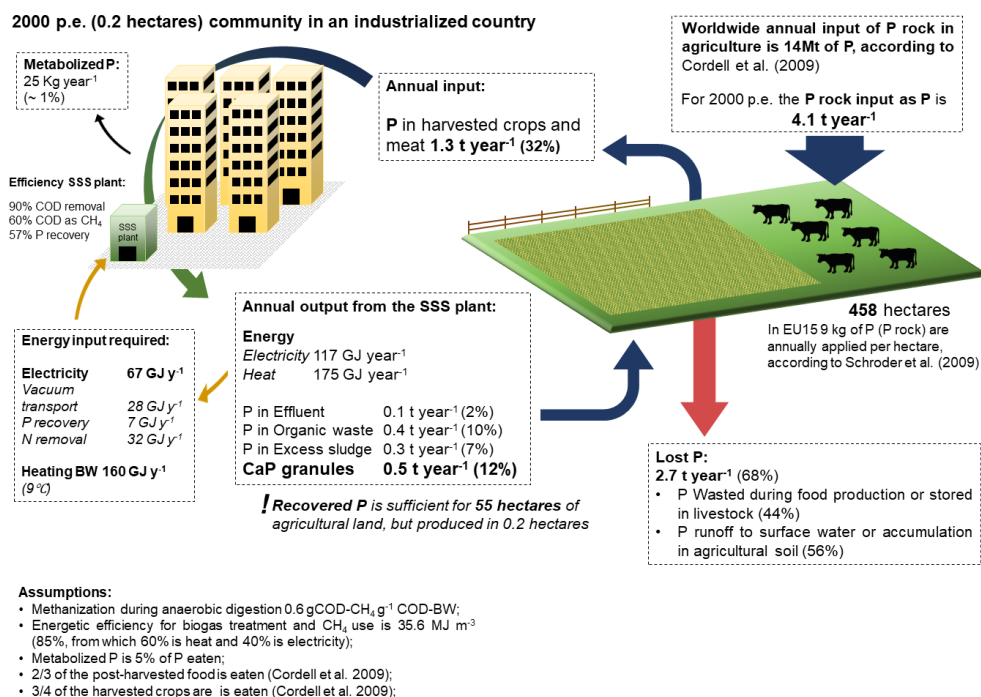 2000 p.e. (0.2 hectares) community in an industrialized country
Metabolized P:
25 Kg year⁻¹
(~ 1%)
Efficiency SSS plant:
90% COD removal
60% COD as CH₄
57% P recovery
SSS
plant
Annual input:
P in harvested crops and
meat 1.3 t year⁻¹ (32%)
Worldwide annual input of P rock in
agriculture is 14Mt of P, according to
Cordell et al. (2009)
For 2000 p.e. the P rock input as P is
4.1 t year⁻¹
458 hectares
In EU15 9 kg of P (P rock) are
annually applied per hectare,
according to Schroder et al. (2009)
Energy input required:
Electricity 67 GJ y⁻¹
Vacuum
transport 28 GJ y⁻¹
P recovery 7 GJ y⁻¹
N removal 32 GJ y⁻¹
Heating BW 160 GJ y⁻¹
(9℃)
Annual output from the SSS plant:
Energy
Electricity 117 GJ year⁻¹
Heat 175 GJ year⁻¹
P in Effluent 0.1 t year⁻¹ (2%)
P in Organic waste 0.4 t year⁻¹ (10%)
P in Excess sludge 0.3 t year⁻¹ (7%)
CaP granules 0.5 t year⁻¹ (12%)
! Recovered P is sufficient for 55 hectares of
agricultural land, but produced in 0.2 hectares
Lost P:
2.7 t year⁻¹ (68%)
• P Wasted during food production or stored
in livestock (44%)
• P runoff to surface water or accumulation
in agricultural soil (56%)
Assumptions:
• Methanization during anaerobic digestion 0.6 gCOD-CH₄ g⁻¹ COD-BW;
• Energetic efficiency for biogas treatment and CH₄ use is 35.6 MJ m⁻³
(85%, from which 60% is heat and 40% is electricity);
• Metabolized P is 5% of P eaten;
• 2/3 of the post-harvested food is eaten (Cordell et al. 2009);
• 3/4 of the harvested crops are is eaten (Cordell et al. 2009);